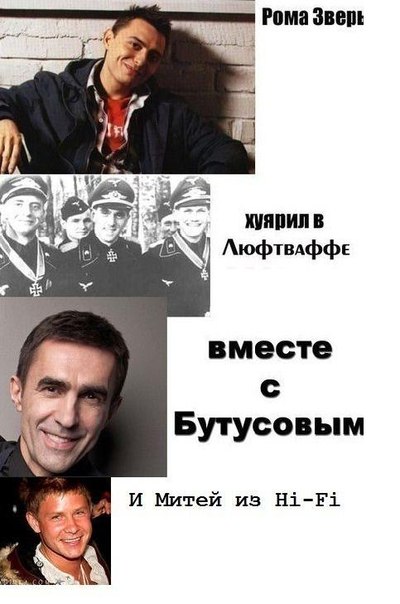 Рома Зверь
хуярил в
Люфтваффе
вместе
с
Бутусовым
И Митей из Hi-Fi